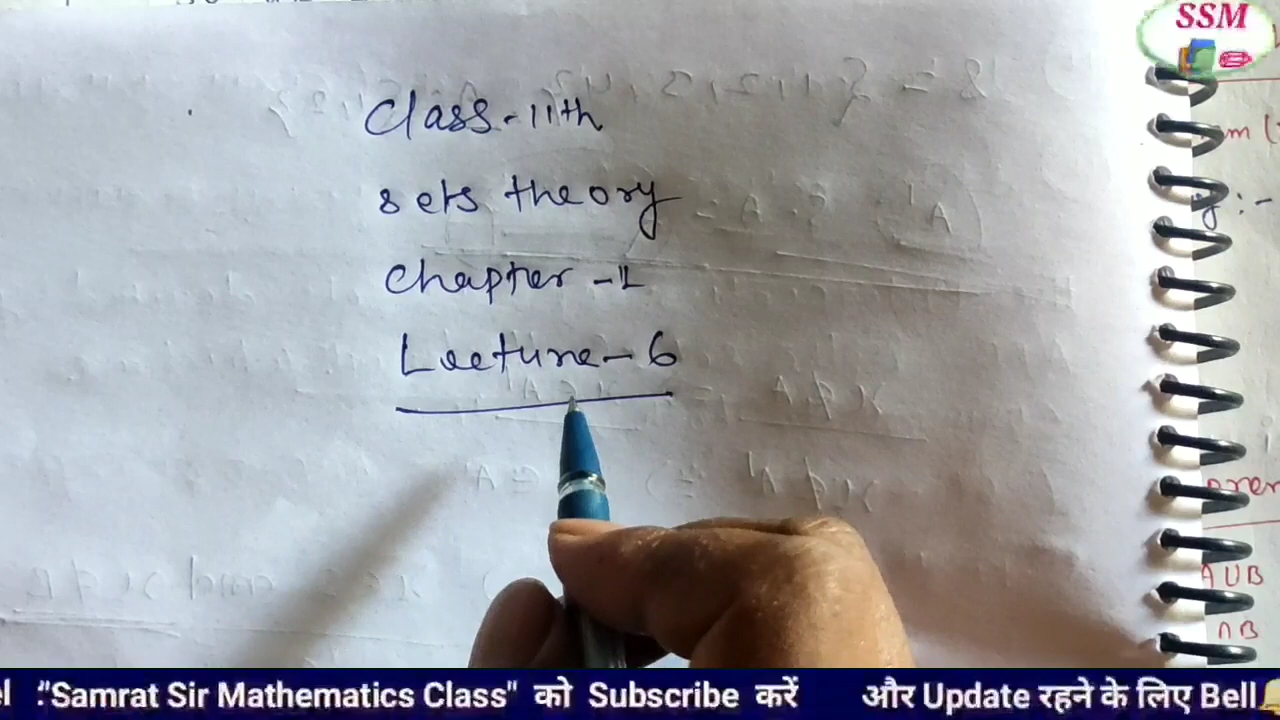 SSM
Class-11th
sets theory
Chapter-1
Lecture-6
A U B
∩ B
"Samrat Sir Mathematics Class" को Subscribe करें और Update रहने के लिए Bell